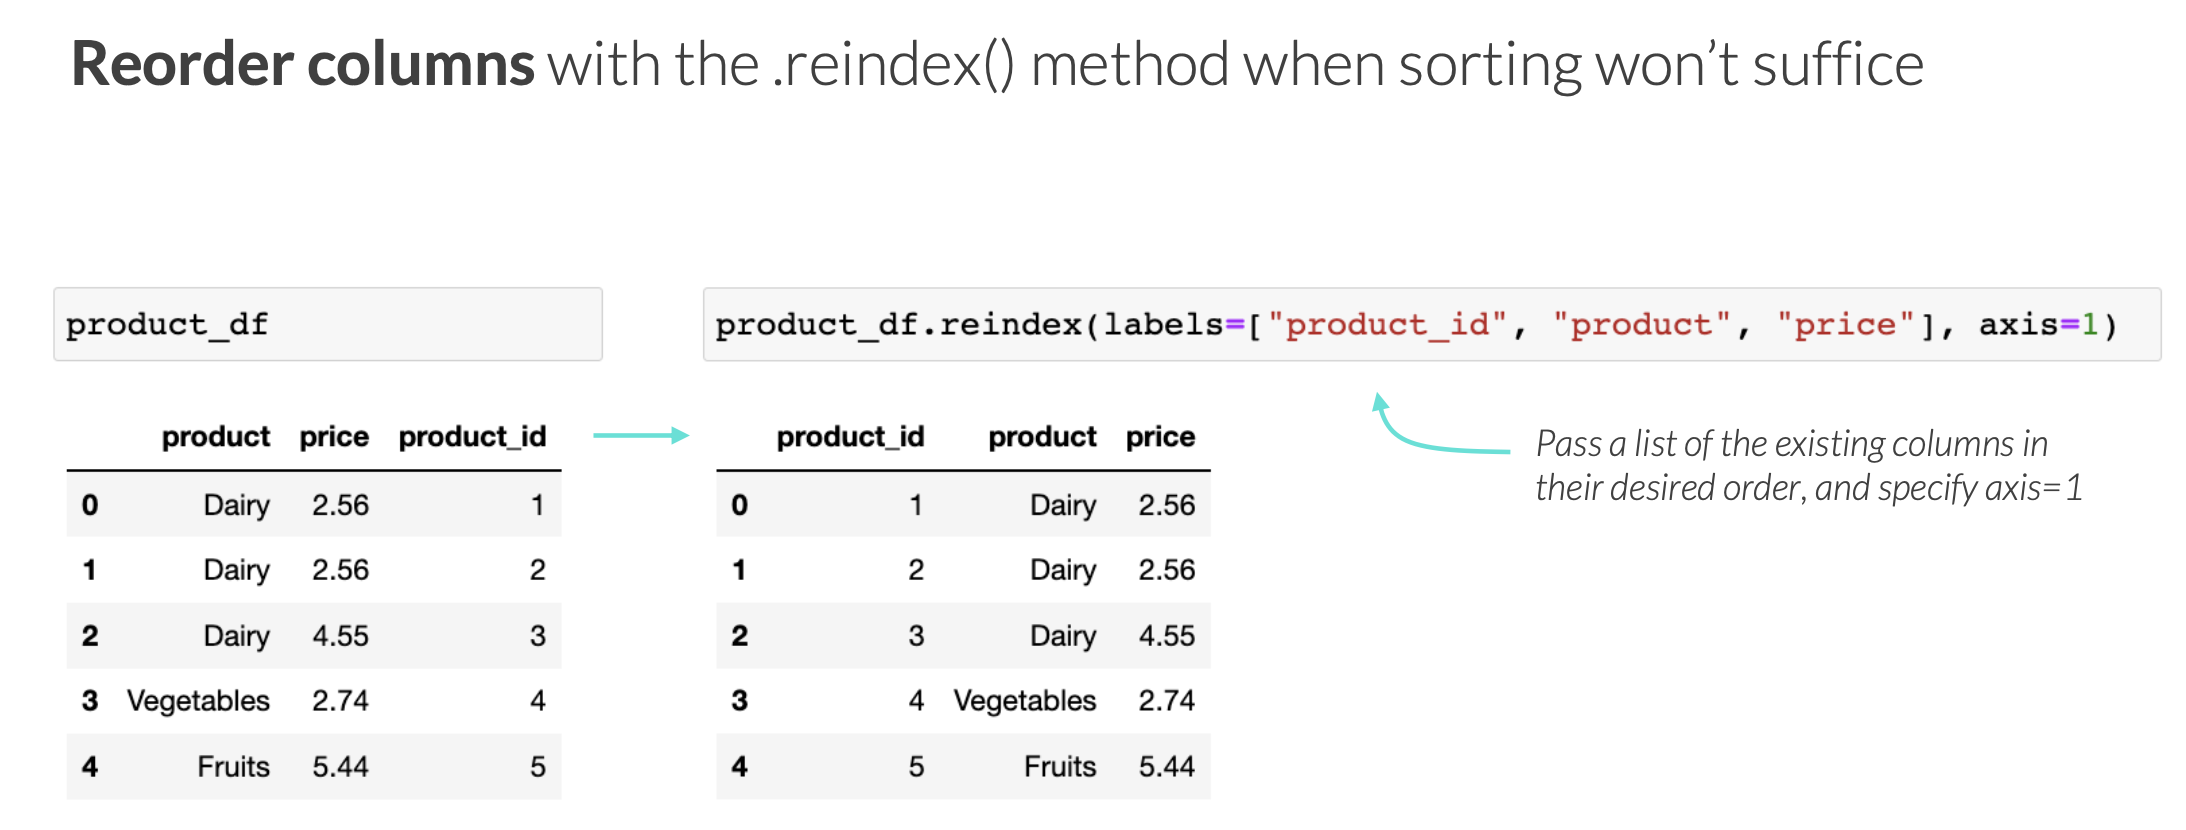 Reorder columns with the .reindex() method when sorting won’t suffice
product_df
product_df.reindex(labels=["product_id", "product", "price"], axis=1)
product price product_id
0 Dairy 2.56 1
1 Dairy 2.56 2
2 Dairy 4.55 3
3 Vegetables 2.74 4
4 Fruits 5.44 5
product_id product price
0 1 Dairy 2.56
1 2 Dairy 2.56
2 3 Dairy 4.55
3 4 Vegetables 2.74
4 5 Fruits 5.44
Pass a list of the existing columns in
their desired order, and specify axis=1